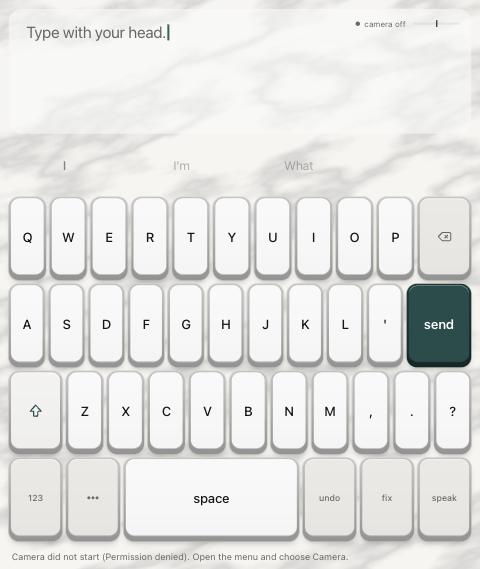 camera off
Type with your head.
I I'm What
Q W E R T Y U I O P
A S D F G H J K L ' send
Z X C V B N M , . ?
123 ••• space undo fix speak
Camera did not start (Permission denied). Open the menu and choose Camera.